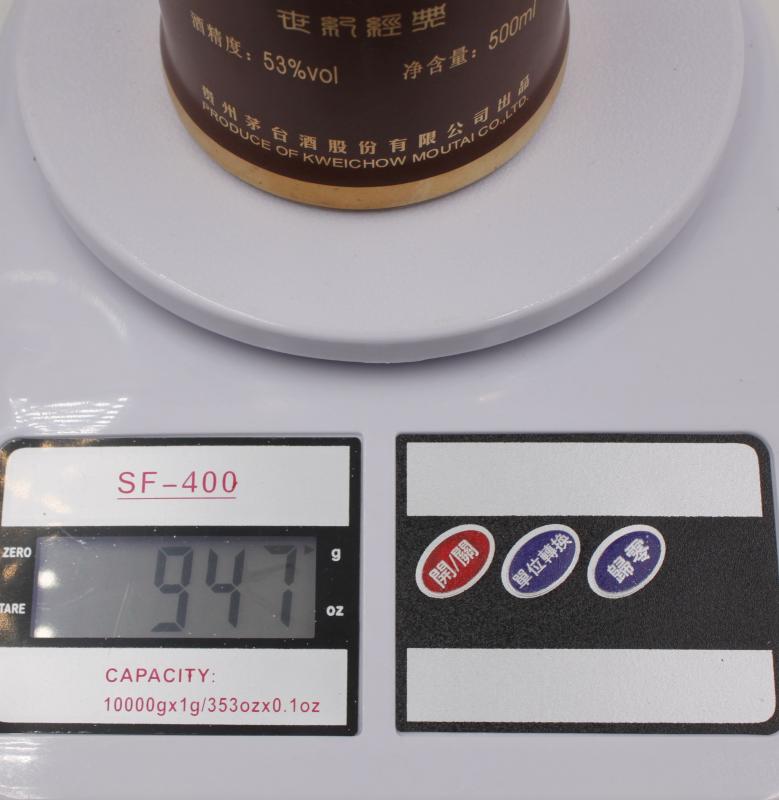 世紀經典
酒精度：53%vol
净含量：500ml
贵州茅台酒股份有限公司出品
PRODUCE OF KWEICHOW MOUTAI CO.,LTD.
SF-400
ZERO
g
947
TARE
oz
CAPACITY:
10000gx1g/353ozx0.1oz
開/關
單位轉換
歸零